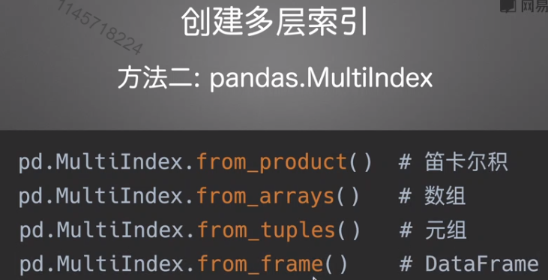 网易
1145718224
创建多层索引
方法二: pandas.MultiIndex
pd.MultiIndex.from_product()  # 笛卡尔积
pd.MultiIndex.from_arrays()   # 数组
pd.MultiIndex.from_tuples()   # 元组
pd.MultiIndex.from_frame()    # DataFrame